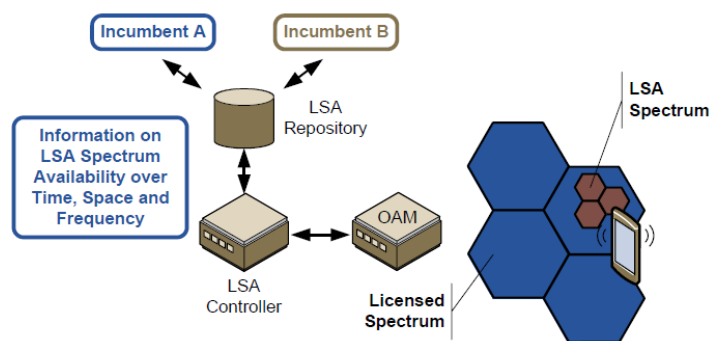 Incumbent A
Incumbent B
LSA
Repository
Information on
LSA Spectrum
Availability over
Time, Space and
Frequency
OAM
LSA
Controller
LSA
Spectrum
Licensed
Spectrum